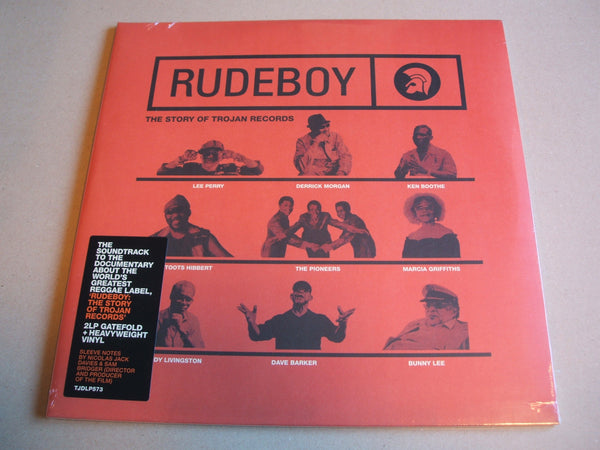 RUDEBOY
THE STORY OF TROJAN RECORDS
LEE PERRY
DERRICK MORGAN
KEN BOOTHE
TOOTS HIBBERT
THE PIONEERS
MARCIA GRIFFITHS
DY LIVINGSTON
DAVE BARKER
BUNNY LEE
THE
SOUNDTRACK
TO THE
DOCUMENTARY
ABOUT THE
WORLD'S
GREATEST
REGGAE LABEL,
'RUDEBOY:
THE STORY
OF TROJAN
RECORDS'
2LP GATEFOLD
+ HEAVYWEIGHT
VINYL
SLEEVE NOTES
BY NICOLAS JACK
DAVIES & SAM
BRIDGER (DIRECTOR
AND PRODUCER
OF THE FILM)
TJDLP573